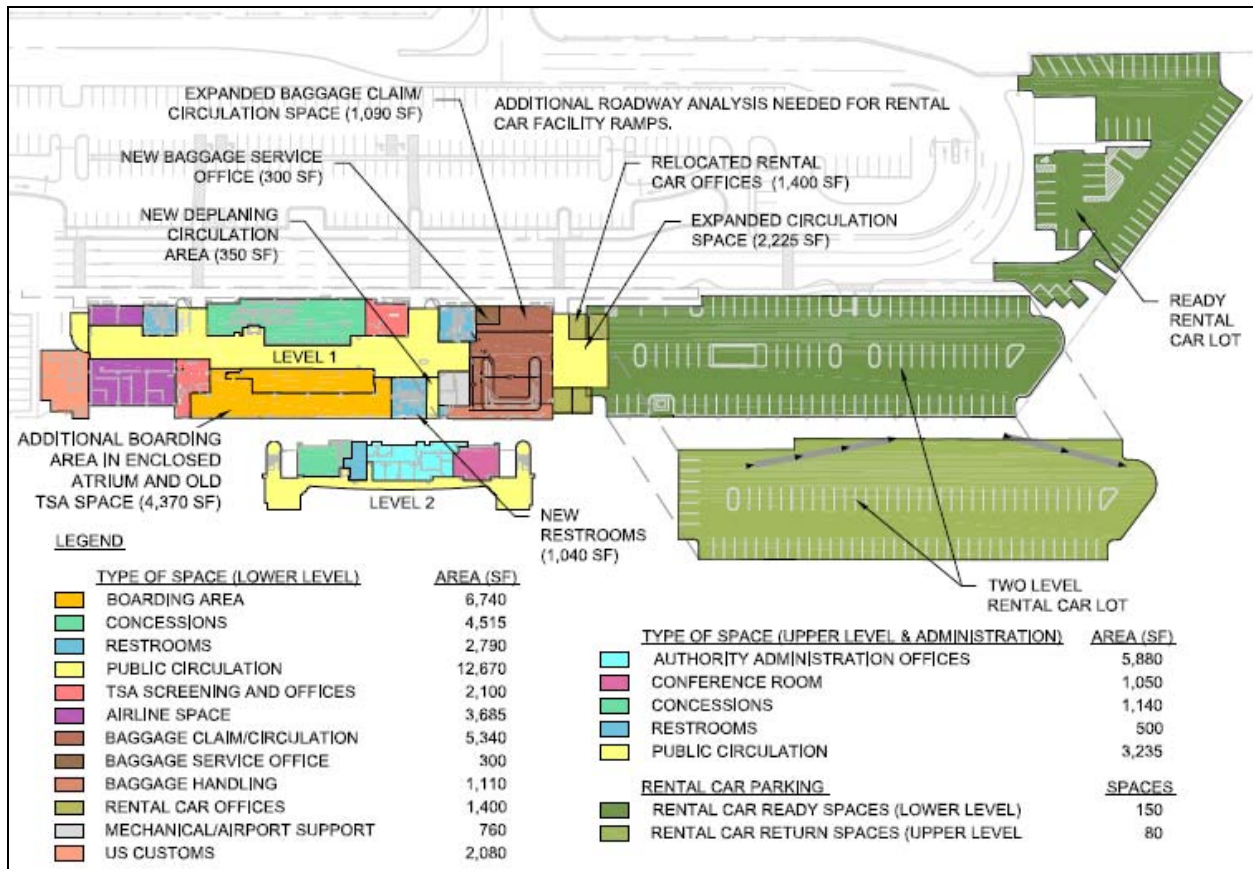 EXPANDED BAGGAGE CLAIM/
CIRCULATION SPACE (1,090 SF)
ADDITIONAL ROADWAY ANALYSIS NEEDED FOR RENTAL
CAR FACILITY RAMPS.
NEW BAGGAGE SERVICE
OFFICE (300 SF)
RELOCATED RENTAL
CAR OFFICES (1,400 SF)
NEW DEPLANING
CIRCULATION
AREA (350 SF)
EXPANDED CIRCULATION
SPACE (2,225 SF)
READY
RENTAL
CAR LOT
LEVEL 1
ADDITIONAL BOARDING
AREA IN ENCLOSED
ATRIUM AND OLD
TSA SPACE (4,370 SF)
LEVEL 2
NEW
RESTROOMS
(1,040 SF)
TWO LEVEL
RENTAL CAR LOT
LEGEND
TYPE OF SPACE (LOWER LEVEL) AREA (SF)
BOARDING AREA 6,740
CONCESSIONS 4,515
RESTROOMS 2,790
PUBLIC CIRCULATION 12,670
TSA SCREENING AND OFFICES 2,100
AIRLINE SPACE 3,685
BAGGAGE CLAIM/CIRCULATION 5,340
BAGGAGE SERVICE OFFICE 300
BAGGAGE HANDLING 1,110
RENTAL CAR OFFICES 1,400
MECHANICAL/AIRPORT SUPPORT 760
US CUSTOMS 2,080
TYPE OF SPACE (UPPER LEVEL & ADMINISTRATION) AREA (SF)
AUTHORITY ADMINISTRATION OFFICES 5,880
CONFERENCE ROOM 1,050
CONCESSIONS 1,140
RESTROOMS 500
PUBLIC CIRCULATION 3,235
RENTAL CAR PARKING SPACES
RENTAL CAR READY SPACES (LOWER LEVEL) 150
RENTAL CAR RETURN SPACES (UPPER LEVEL 80